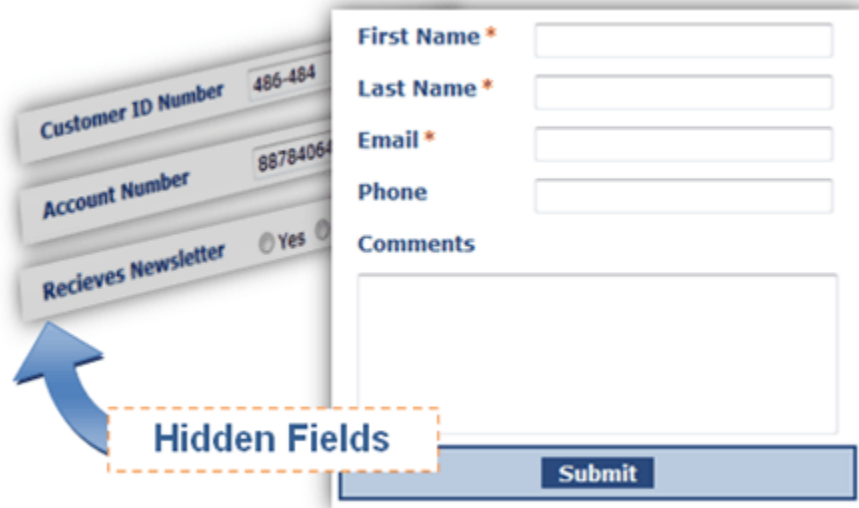 Customer ID Number 486-484
Account Number 88784064
Recieves Newsletter Yes
First Name *
Last Name *
Email *
Phone
Comments
Hidden Fields
Submit